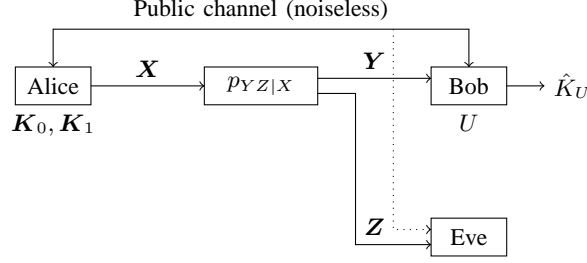 Public channel (noiseless)
Alice X p_{YZ|X} Y Bob K̂_U
K_0, K_1 U
Z Eve